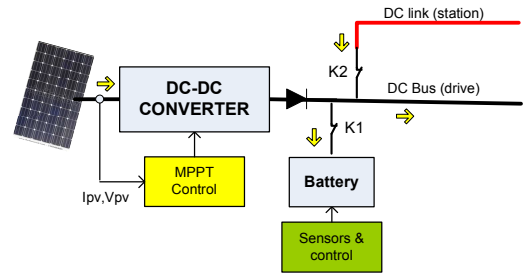 DC link (station)
K2
DC-DC
CONVERTER
DC Bus (drive)
K1
MPPT
Control
Ipv,Vpv
Battery
Sensors &
control